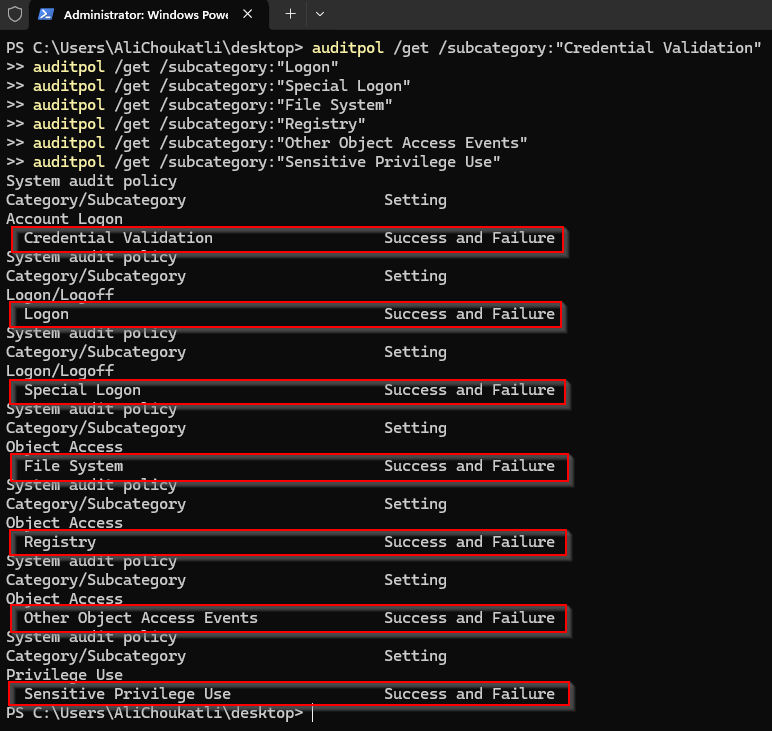 Administrator: Windows Powe
PS C:\Users\AliChoukatli\desktop> auditpol /get /subcategory:"Credential Validation"
>> auditpol /get /subcategory:"Logon"
>> auditpol /get /subcategory:"Special Logon"
>> auditpol /get /subcategory:"File System"
>> auditpol /get /subcategory:"Registry"
>> auditpol /get /subcategory:"Other Object Access Events"
>> auditpol /get /subcategory:"Sensitive Privilege Use"
System audit policy
Category/Subcategory                      Setting
Account Logon
  Credential Validation                   Success and Failure
System audit policy
Category/Subcategory                      Setting
Logon/Logoff
  Logon                                   Success and Failure
System audit policy
Category/Subcategory                      Setting
Logon/Logoff
  Special Logon                           Success and Failure
System audit policy
Category/Subcategory                      Setting
Object Access
  File System                             Success and Failure
System audit policy
Category/Subcategory                      Setting
Object Access
  Registry                                Success and Failure
System audit policy
Category/Subcategory                      Setting
Object Access
  Other Object Access Events              Success and Failure
System audit policy
Category/Subcategory                      Setting
Privilege Use
  Sensitive Privilege Use                 Success and Failure
PS C:\Users\AliChoukatli\desktop>